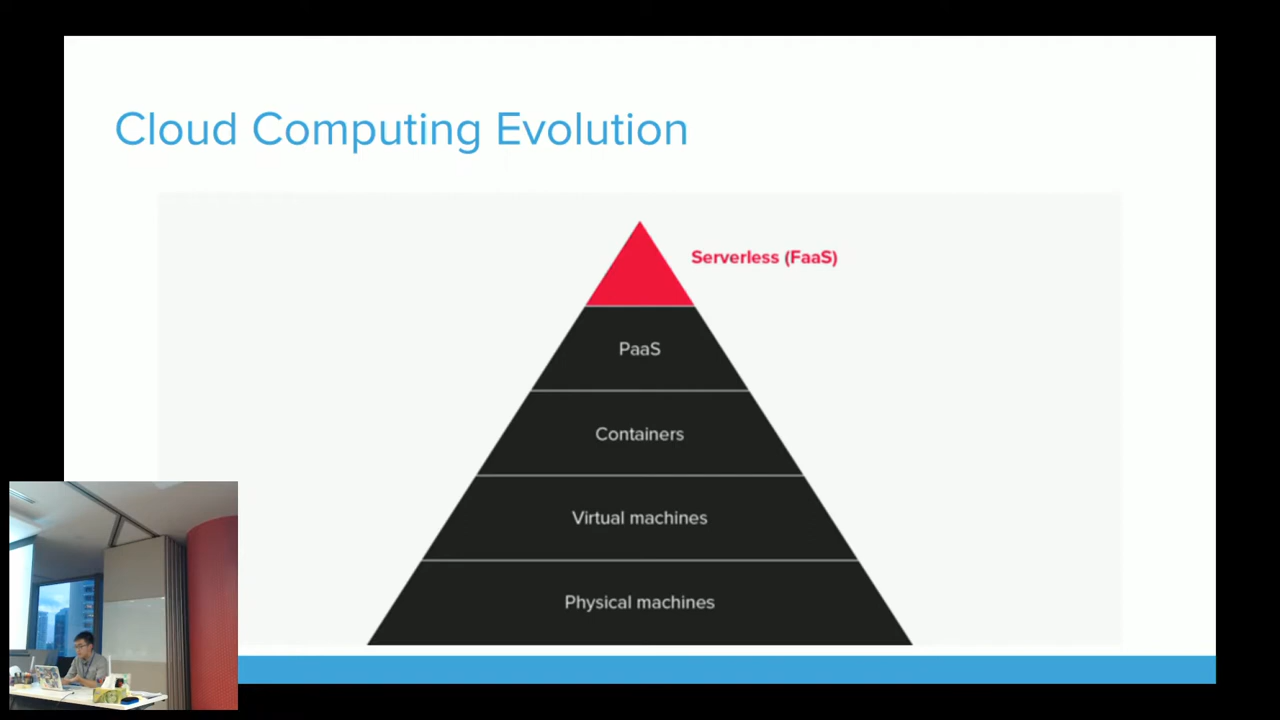 Cloud Computing Evolution
Serverless (FaaS)
PaaS
Containers
Virtual machines
Physical machines